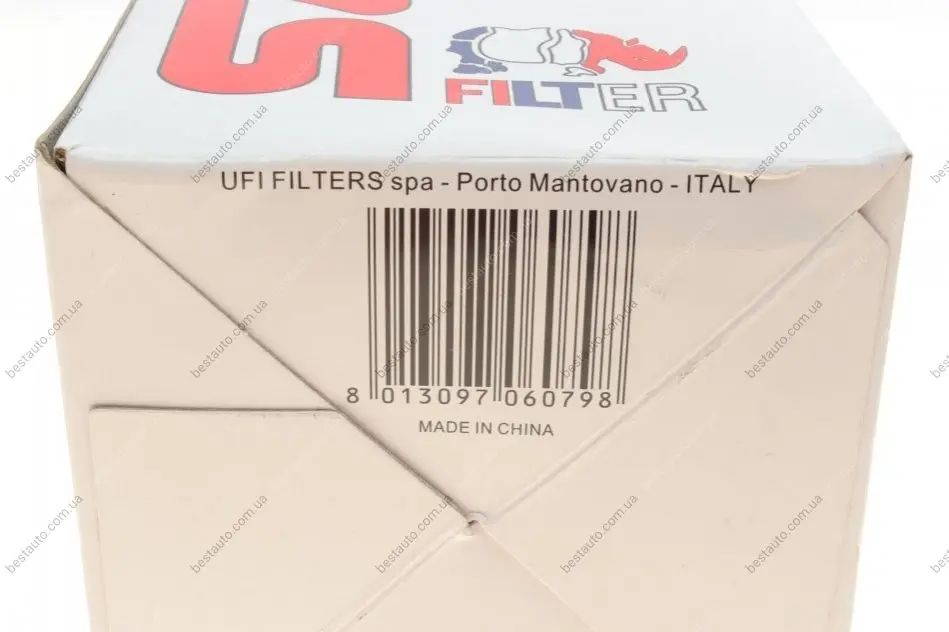 FILTER
UFI FILTERS spa - Porto Mantovano - ITALY
8 013097 060798
MADE IN CHINA
bestauto.com.ua